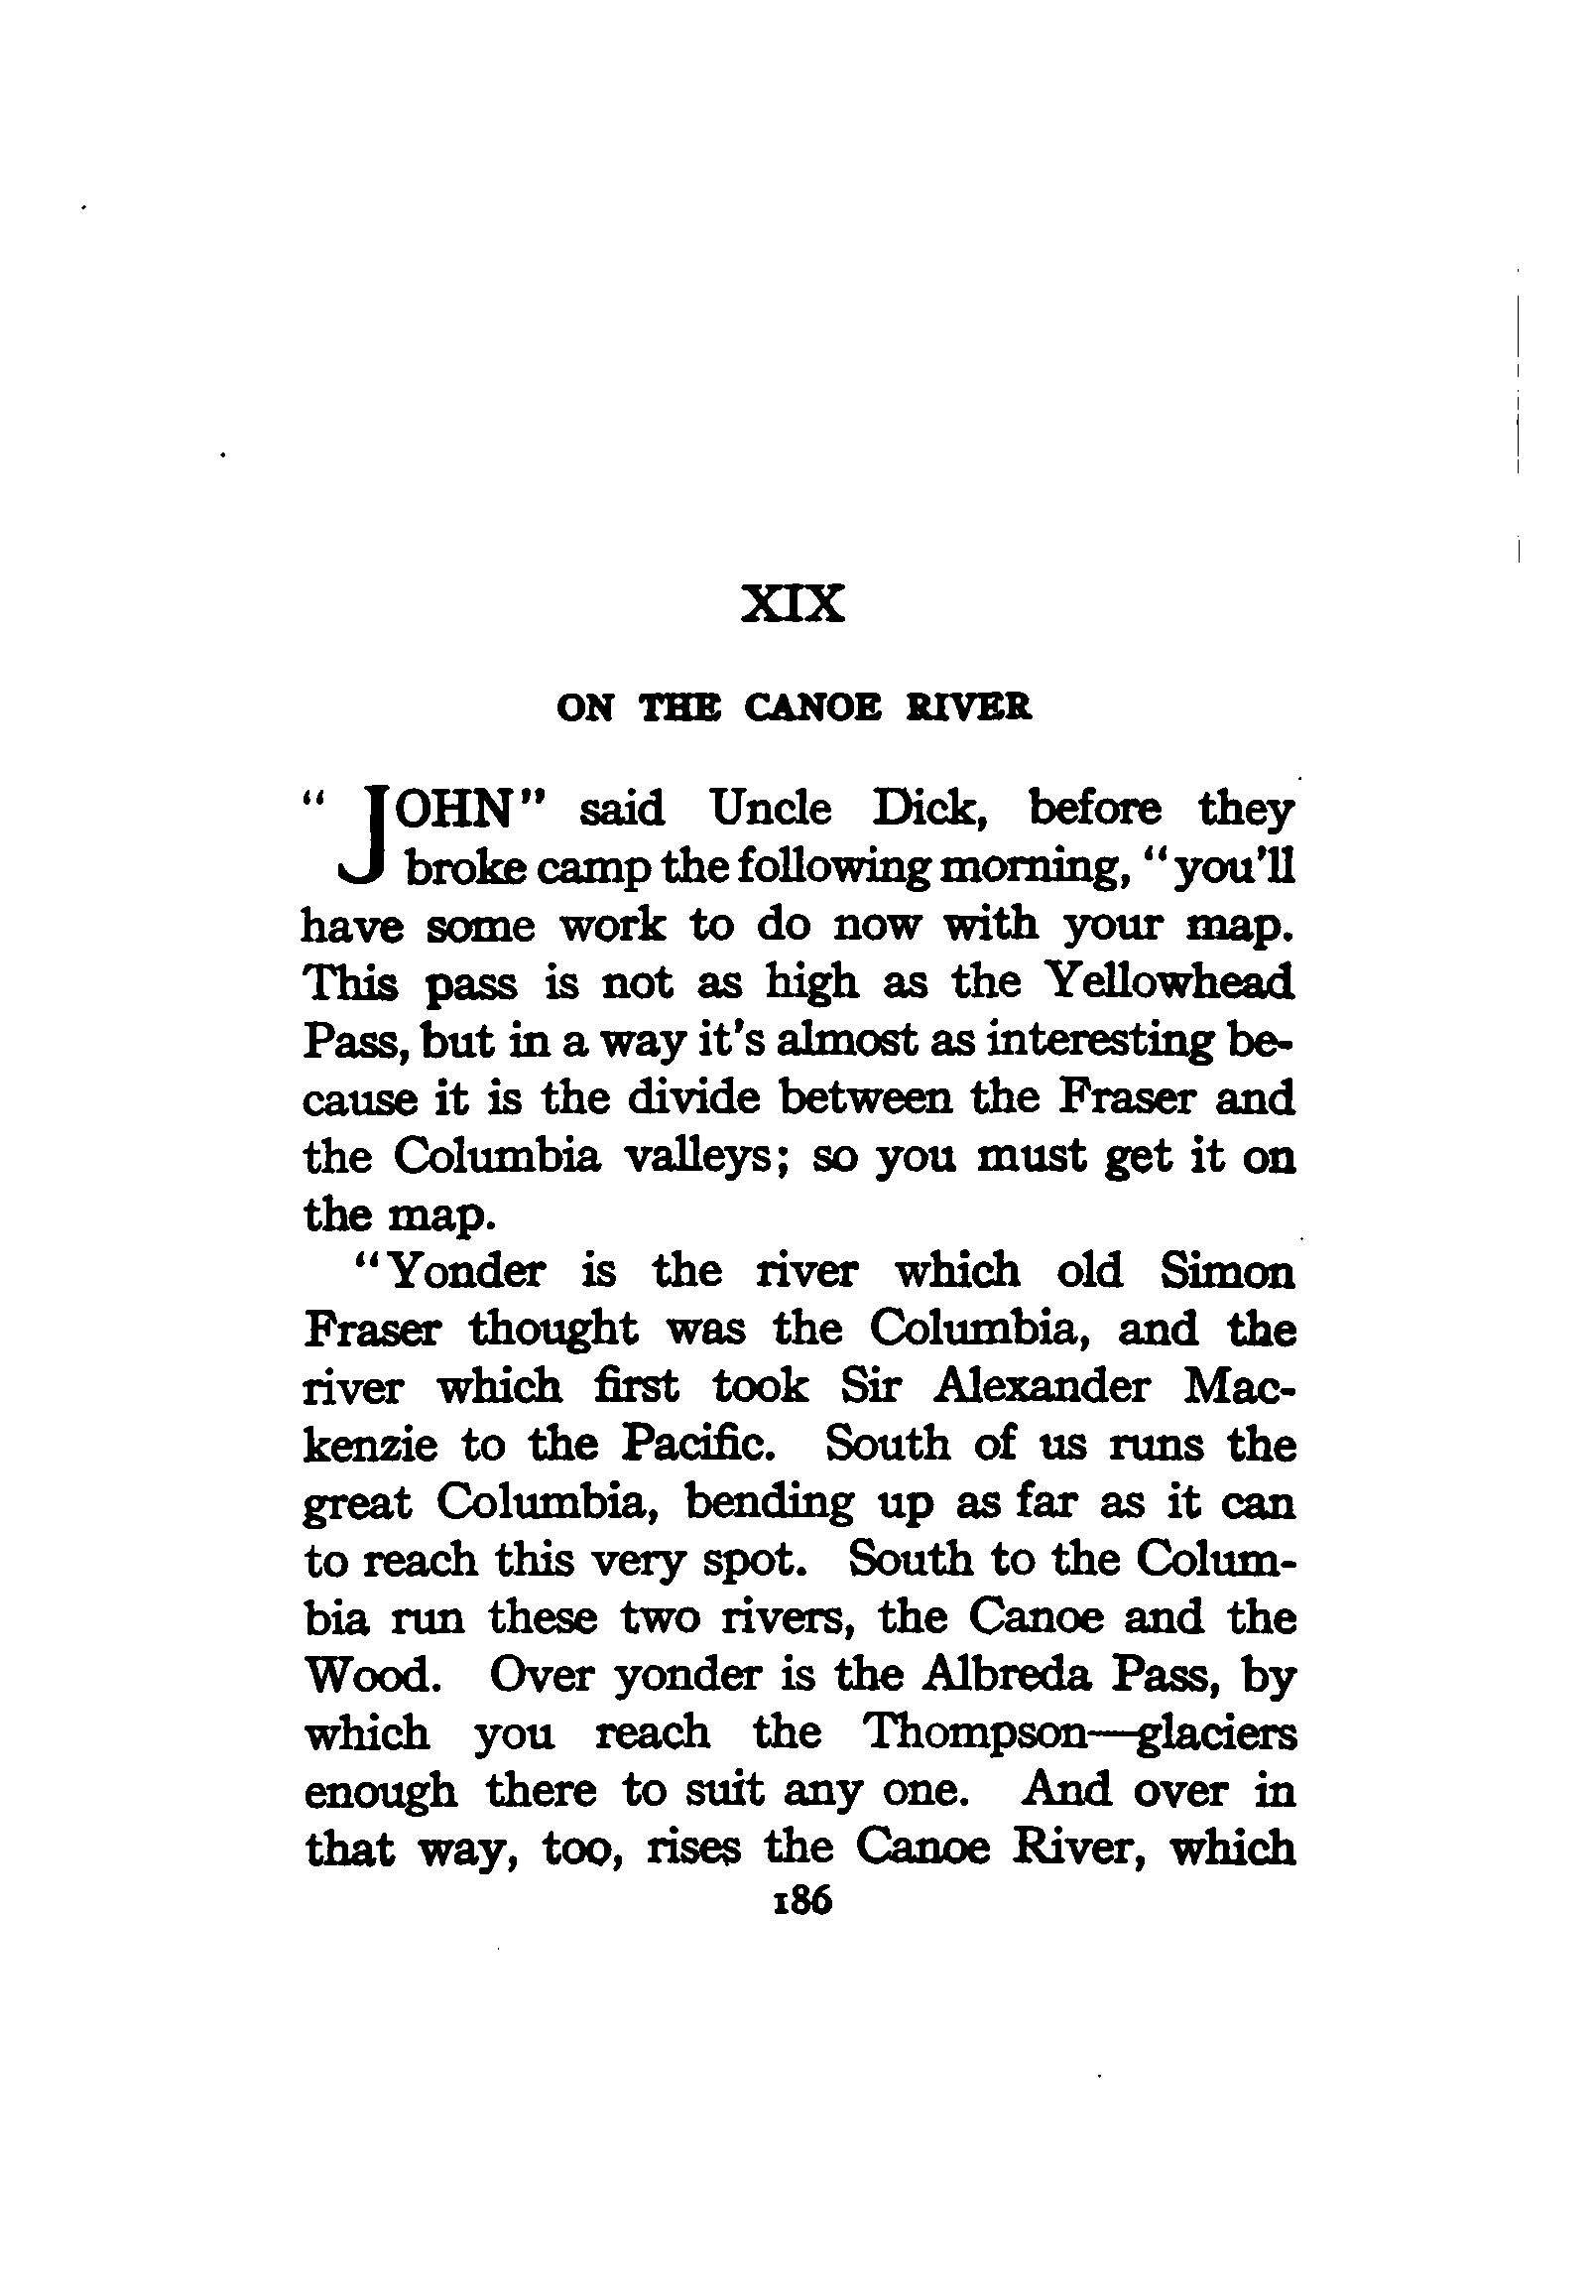 XIX
ON THE CANOE RIVER
"JOHN" said Uncle Dick, before they
broke camp the following morning, "you'll
have some work to do now with your map.
This pass is not as high as the Yellowhead
Pass, but in a way it's almost as interesting be-
cause it is the divide between the Fraser and
the Columbia valleys; so you must get it on
the map.
"Yonder is the river which old Simon
Fraser thought was the Columbia, and the
river which first took Sir Alexander Mac-
kenzie to the Pacific. South of us runs the
great Columbia, bending up as far as it can
to reach this very spot. South to the Colum-
bia run these two rivers, the Canoe and the
Wood. Over yonder is the Albreda Pass, by
which you reach the Thompson—glaciers
enough there to suit any one. And over in
that way, too, rises the Canoe River, which
186